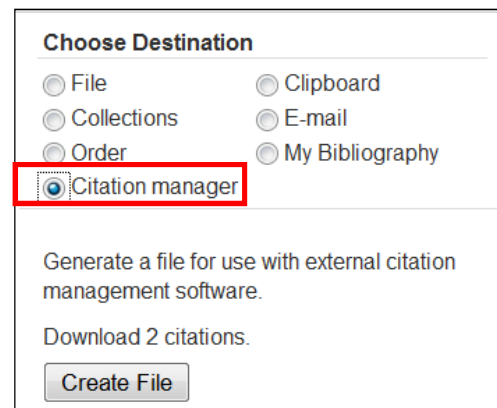 Choose Destination
File Clipboard
Collections E-mail
Order My Bibliography
Citation manager
Generate a file for use with external citation
management software.
Download 2 citations.
Create File